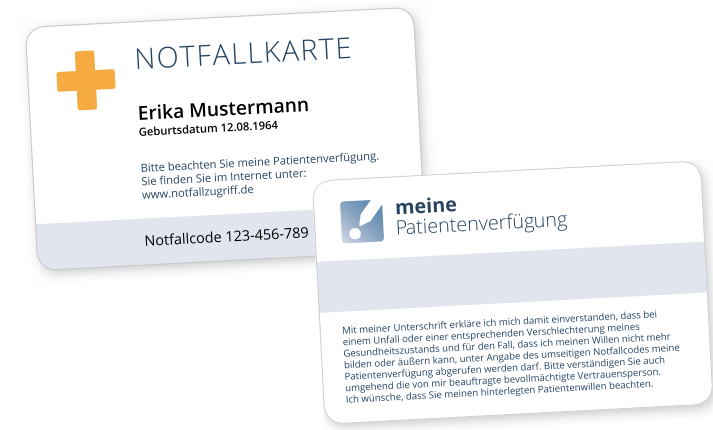 NOTFALLKARTE
Erika Mustermann
Geburtsdatum 12.08.1964
Bitte beachten Sie meine Patientenverfügung.
Sie finden Sie im Internet unter:
www.notfallzugriff.de
Notfallcode 123-456-789
meine
Patientenverfügung
Mit meiner Unterschrift erkläre ich mich damit einverstanden, dass bei
einem Unfall oder einer entsprechenden Verschlechterung meines
Gesundheitszustands und für den Fall, dass ich meinen Willen nicht mehr
bilden oder äußern kann, unter Angabe des umseitigen Notfallcodes meine
Patientenverfügung abgerufen werden darf. Bitte verständigen Sie auch
umgehend die von mir beauftragte bevollmächtigte Vertrauensperson.
Ich wünsche, dass Sie meinen hinterlegten Patientenwillen beachten.